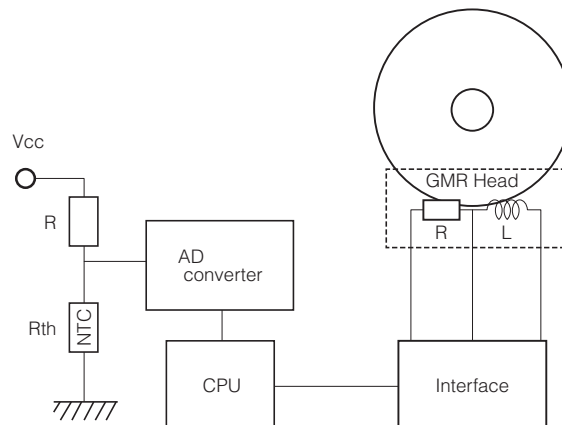 Vcc
R
Rth
NTC
AD
converter
CPU
GMR Head
R
L
Interface